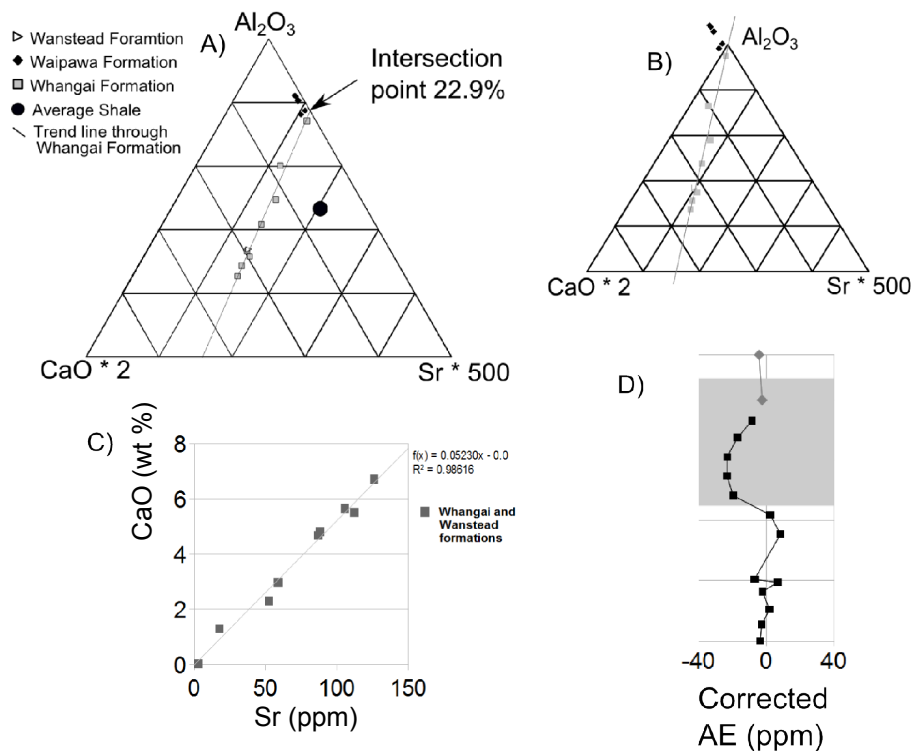 Al₂O₃
Wanstead Foramtion
Waipawa Formation
Whangai Formation
Average Shale
Trend line through
Whangai Formation
A)
Intersection
point 22.9%
CaO * 2
Sr * 500
B)
Al₂O₃
CaO * 2
Sr * 500
C)
CaO (wt %)
8
6
4
2
0
0
50
100
150
Sr (ppm)
f(x) = 0.05230x - 0.0
R² = 0.98616
Whangai and
Wanstead
formations
D)
-40
0
40
Corrected
AE (ppm)